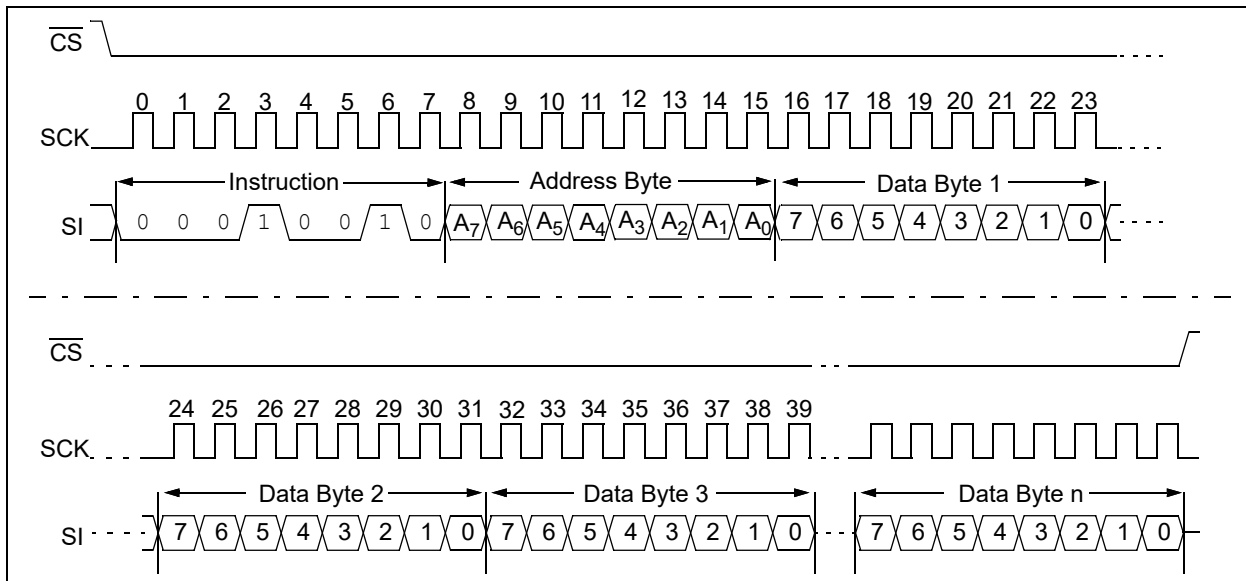 CS
0 1 2 3 4 5 6 7 8 9 10 11 12 13 14 15 16 17 18 19 20 21 22 23
SCK
Instruction Address Byte Data Byte 1
SI 0 0 0 1 0 0 1 0 A7 A6 A5 A4 A3 A2 A1 A0 7 6 5 4 3 2 1 0
CS
24 25 26 27 28 29 30 31 32 33 34 35 36 37 38 39
SCK
Data Byte 2 Data Byte 3 Data Byte n
SI 7 6 5 4 3 2 1 0 7 6 5 4 3 2 1 0 7 6 5 4 3 2 1 0